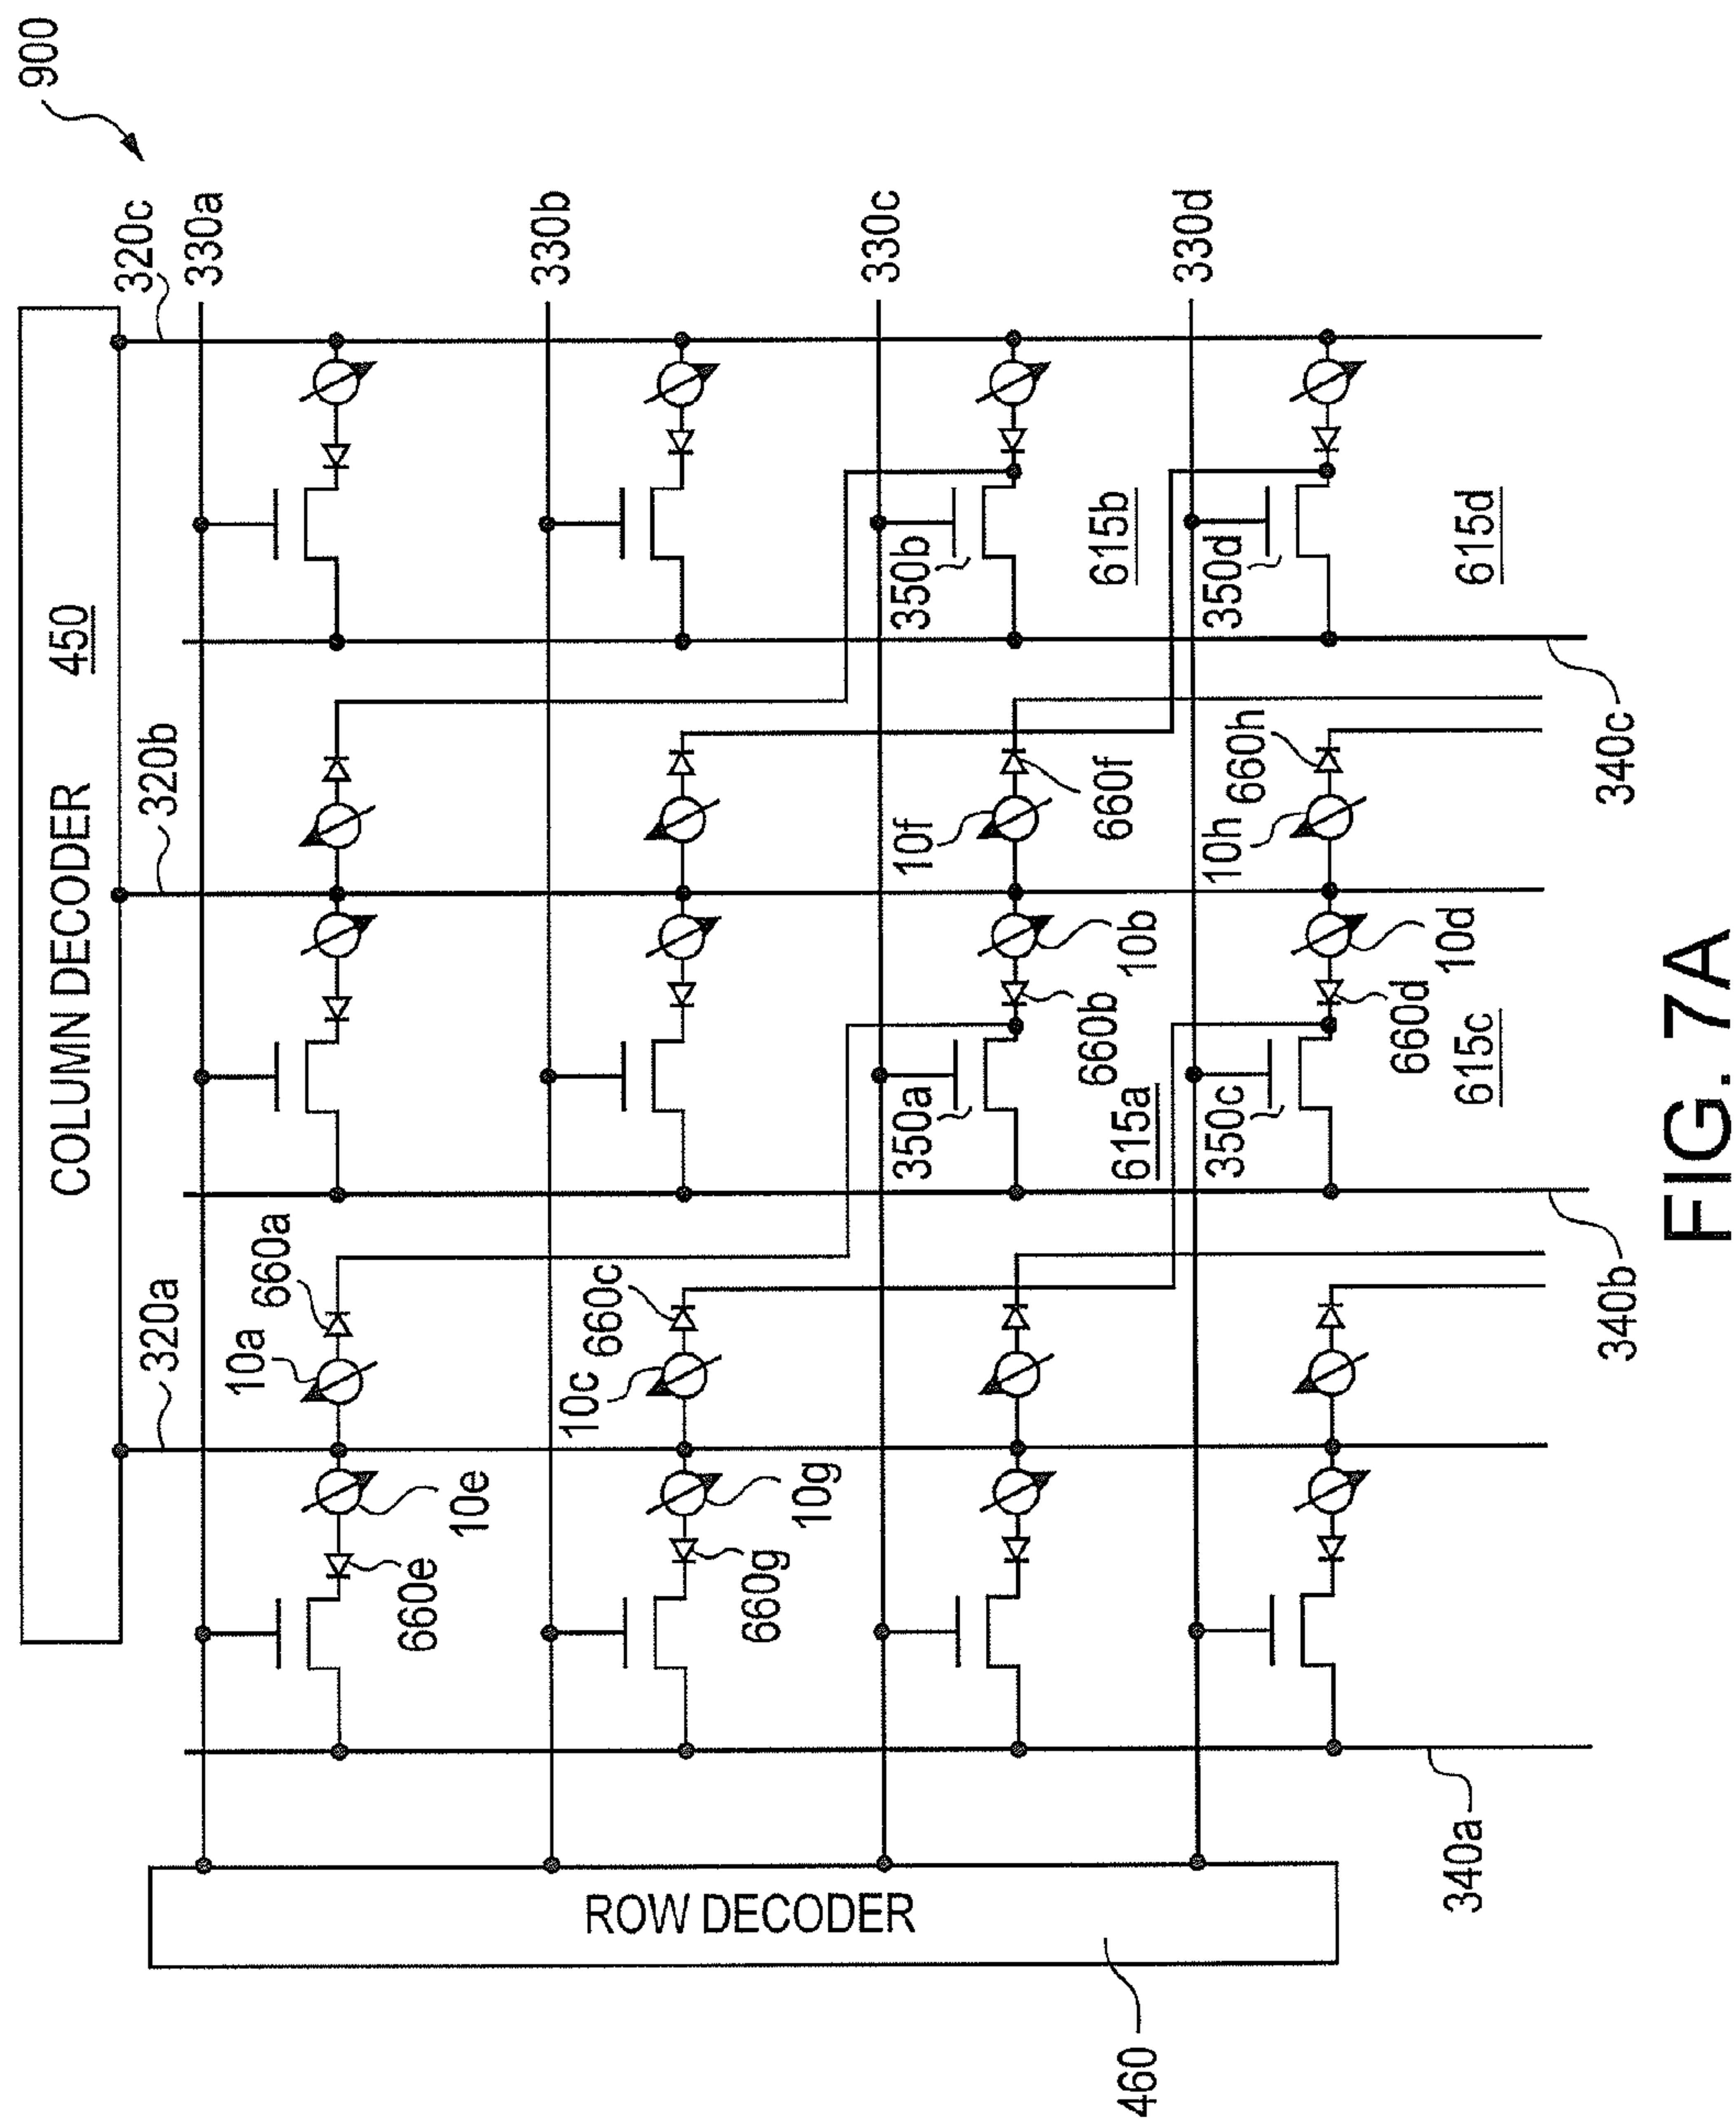 900
COLUMN DECODER 450
320a
320b
320c
330a
10a
660a
10e
660e
330b
10c
660c
10g
660g
330c
350a
350b
10f
660f
10b
660b
615a
615b
330d
350c
350d
10h
660h
10d
660d
615c
615d
ROW DECODER
460
340a
340b
340c
FIG. 7A